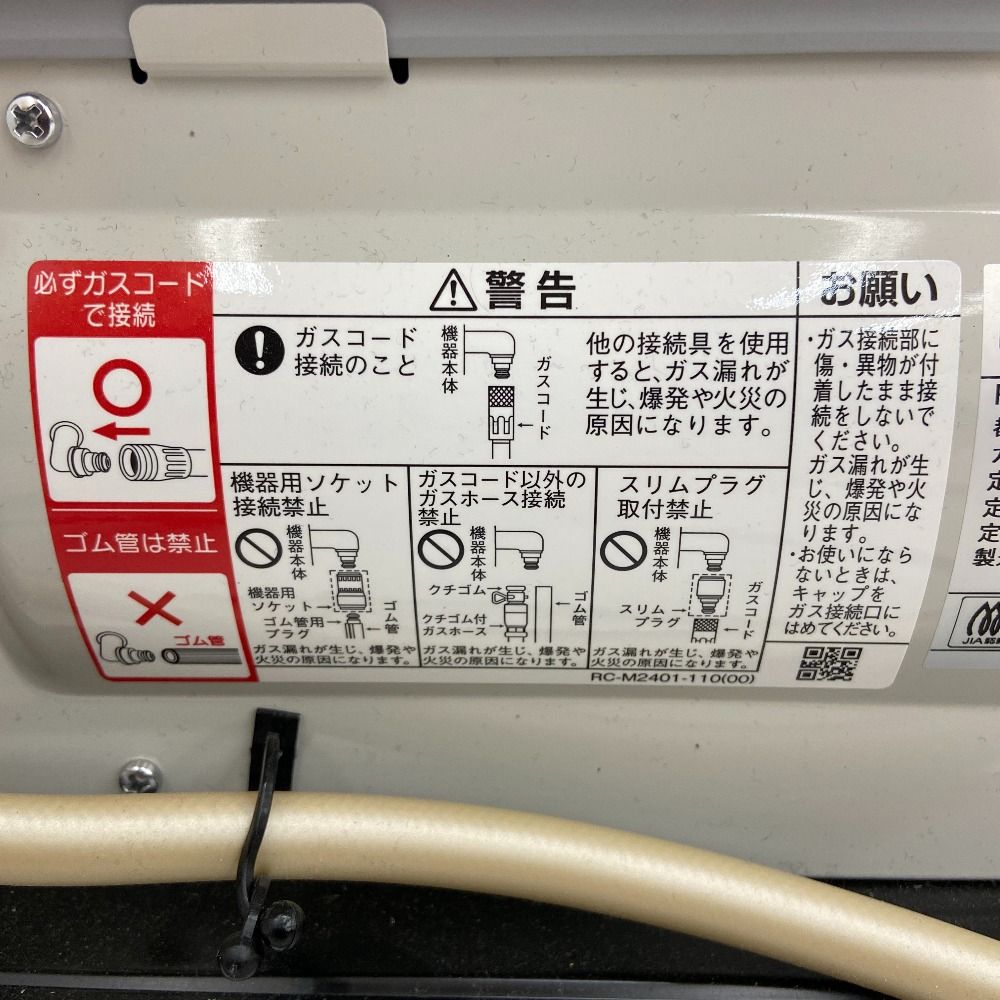 必ずガスコード
で接続
ゴム管は禁止
ゴム管
警告
ガスコード
接続のこと
機器本体
ガスコード
他の接続具を使用
すると、ガス漏れが
生じ、爆発や火災の
原因になります。
機器用ソケット
接続禁止
機器本体
機器用
ソケット
ゴム管用
プラグ
ゴム管
ガス漏れが生じ、爆発や
火災の原因になります。
ガスコード以外の
ガスホース接続
禁止
機器本体
クチゴム
クチゴム付
ガスホース
ゴム管
ガス漏れが生じ、爆発や
火災の原因になります。
スリムプラグ
取付禁止
機器本体
スリム
プラグ
ガスコード
ガス漏れが生じ、爆発や
火災の原因になります。
RC-M2401-110(00)
お願い
・ガス接続部に
傷・異物が付
着したまま接
続をしないで
ください。
ガス漏れが生
じ、爆発や火
災の原因にな
ります。
・お使いになら
ないときは、
キャップを
ガス接続口に
はめてください。
定
定
定
製
JIA